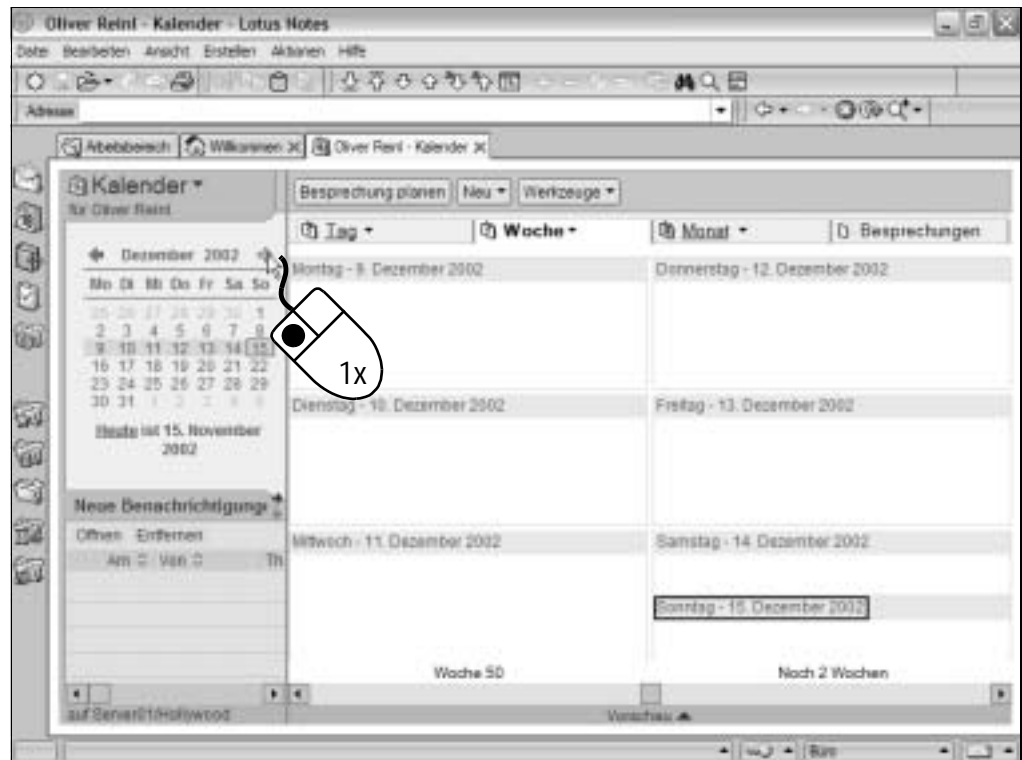 Oliver Reinl - Kalender - Lotus Notes
Datei Bearbeiten Ansicht Erstellen Aktionen Hilfe
Adresse
Arbeitsbereich Willkommen Oliver Reinl - Kalender
Kalender
für Oliver Reinl
Besprechung planen Neu Werkzeuge
Tag Woche Monat Besprechungen
Dezember 2002
Mo Di Mi Do Fr Sa So
25 26 27 28 29 30 1
2 3 4 5 6 7 8
9 10 11 12 13 14 15
16 17 18 19 20 21 22
23 24 25 26 27 28 29
30 31 1 2 3 4 5
Heute ist 15. November
2002
1x
Montag - 9. Dezember 2002
Donnerstag - 12. Dezember 2002
Dienstag - 10. Dezember 2002
Freitag - 13. Dezember 2002
Mittwoch - 11. Dezember 2002
Samstag - 14. Dezember 2002
Sonntag - 15. Dezember 2002
Neue Benachrichtigunge
Öffnen Entfernen
Am Von Th
Woche 50
Noch 2 Wochen
auf Server01/Hollywood
Vorschau
Büro